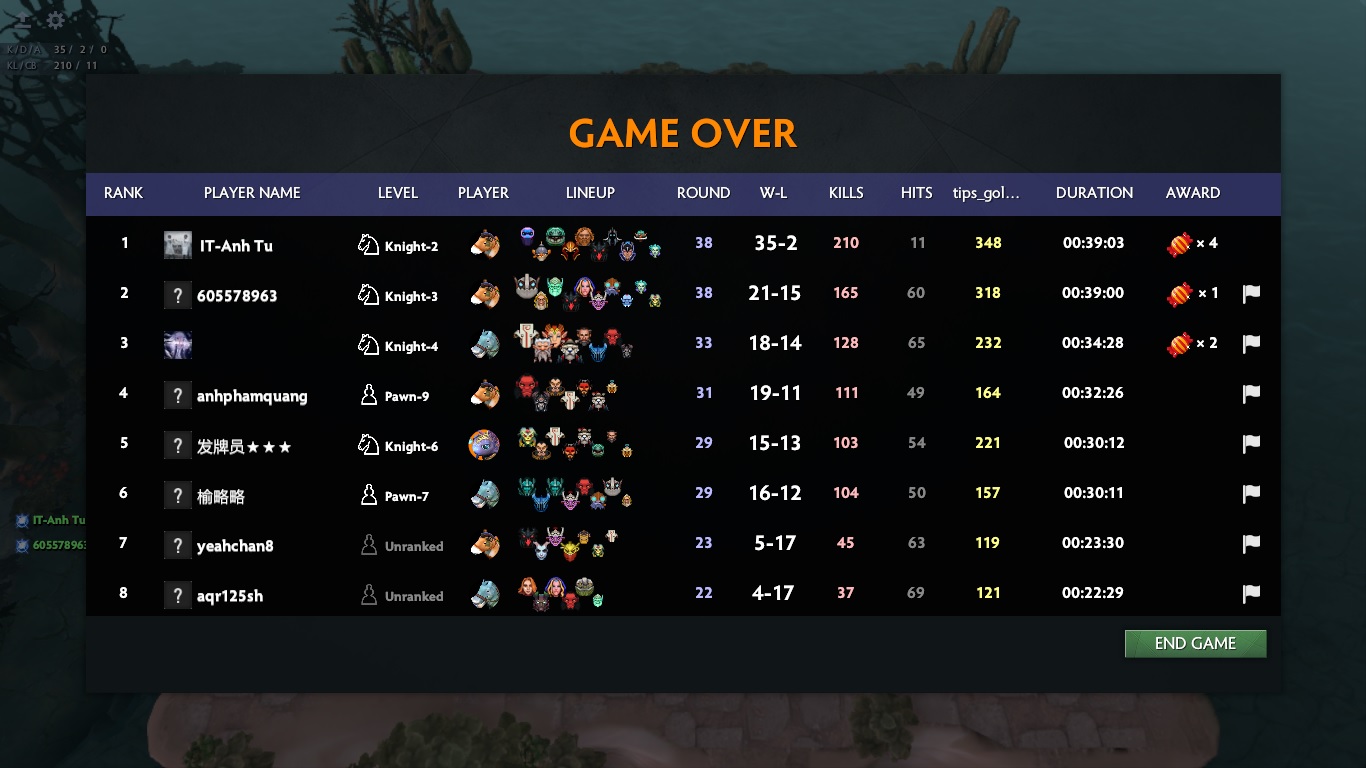 K/D/A 35 / 2 / 0
KL/CB 210 / 11
GAME OVER
RANK PLAYER NAME LEVEL PLAYER LINEUP ROUND W-L KILLS HITS tips_gol... DURATION AWARD
1 IT-Anh Tu Knight-2 38 35-2 210 11 348 00:39:03 × 4
2 ? 605578963 Knight-3 38 21-15 165 60 318 00:39:00 × 1
3 Knight-4 33 18-14 128 65 232 00:34:28 × 2
4 ? anhphamquang Pawn-9 31 19-11 111 49 164 00:32:26
5 ? 发牌员★★★ Knight-6 29 15-13 103 54 221 00:30:12
6 ? 榆略略 Pawn-7 29 16-12 104 50 157 00:30:11
7 ? yeahchan8 Unranked 23 5-17 45 63 119 00:23:30
8 ? aqr125sh Unranked 22 4-17 37 69 121 00:22:29
IT-Anh Tu
60557896
END GAME